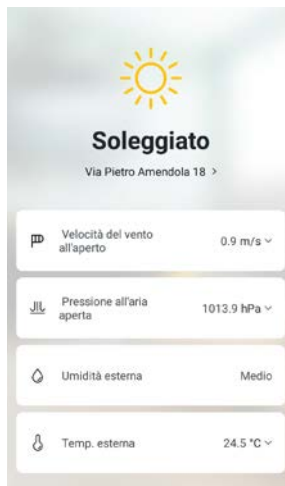 Soleggiato
Via Pietro Amendola 18 >
Velocità del vento
all'aperto
0.9 m/s
Pressione all'aria
aperta
1013.9 hPa
Umidità esterna
Medio
Temp. esterna
24.5 °C